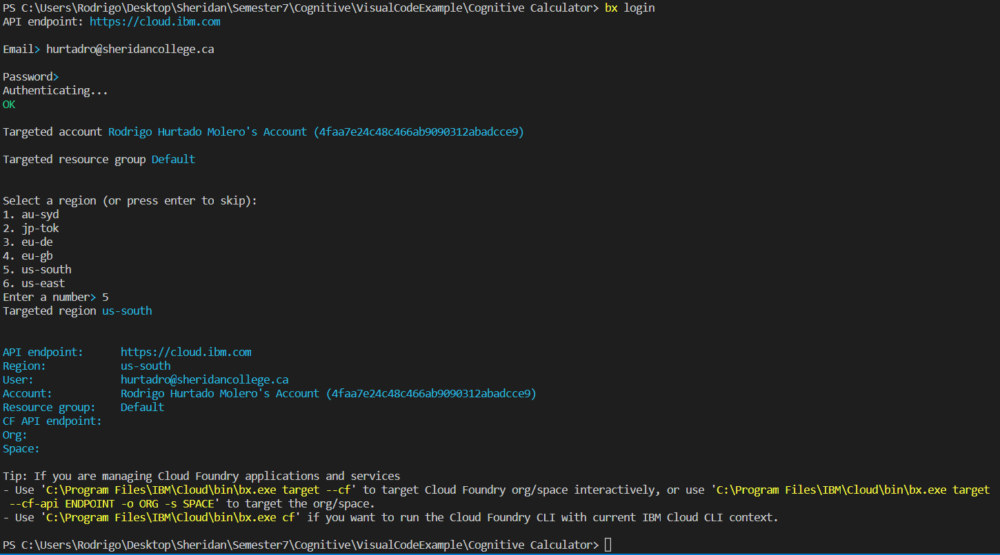 PS C:\Users\Rodrigo\Desktop\Sheridan\Semester7\Cognitive\VisualCodeExample\Cognitive Calculator> bx login
API endpoint: https://cloud.ibm.com
Email> hurtadro@sheridancollege.ca
Password>
Authenticating...
OK
Targeted account Rodrigo Hurtado Molero's Account (4faa7e24c48c466ab9090312abadcce9)
Targeted resource group Default
Select a region (or press enter to skip):
1. au-syd
2. jp-tok
3. eu-de
4. eu-gb
5. us-south
6. us-east
Enter a number> 5
Targeted region us-south
API endpoint:      https://cloud.ibm.com
Region:            us-south
User:              hurtadro@sheridancollege.ca
Account:           Rodrigo Hurtado Molero's Account (4faa7e24c48c466ab9090312abadcce9)
Resource group:    Default
CF API endpoint:
Org:
Space:
Tip: If you are managing Cloud Foundry applications and services
- Use 'C:\Program Files\IBM\Cloud\bin\bx.exe target --cf' to target Cloud Foundry org/space interactively, or use 'C:\Program Files\IBM\Cloud\bin\bx.exe target
--cf-api ENDPOINT -o ORG -s SPACE' to target the org/space.
- Use 'C:\Program Files\IBM\Cloud\bin\bx.exe cf' if you want to run the Cloud Foundry CLI with current IBM Cloud CLI context.
PS C:\Users\Rodrigo\Desktop\Sheridan\Semester7\Cognitive\VisualCodeExample\Cognitive Calculator>